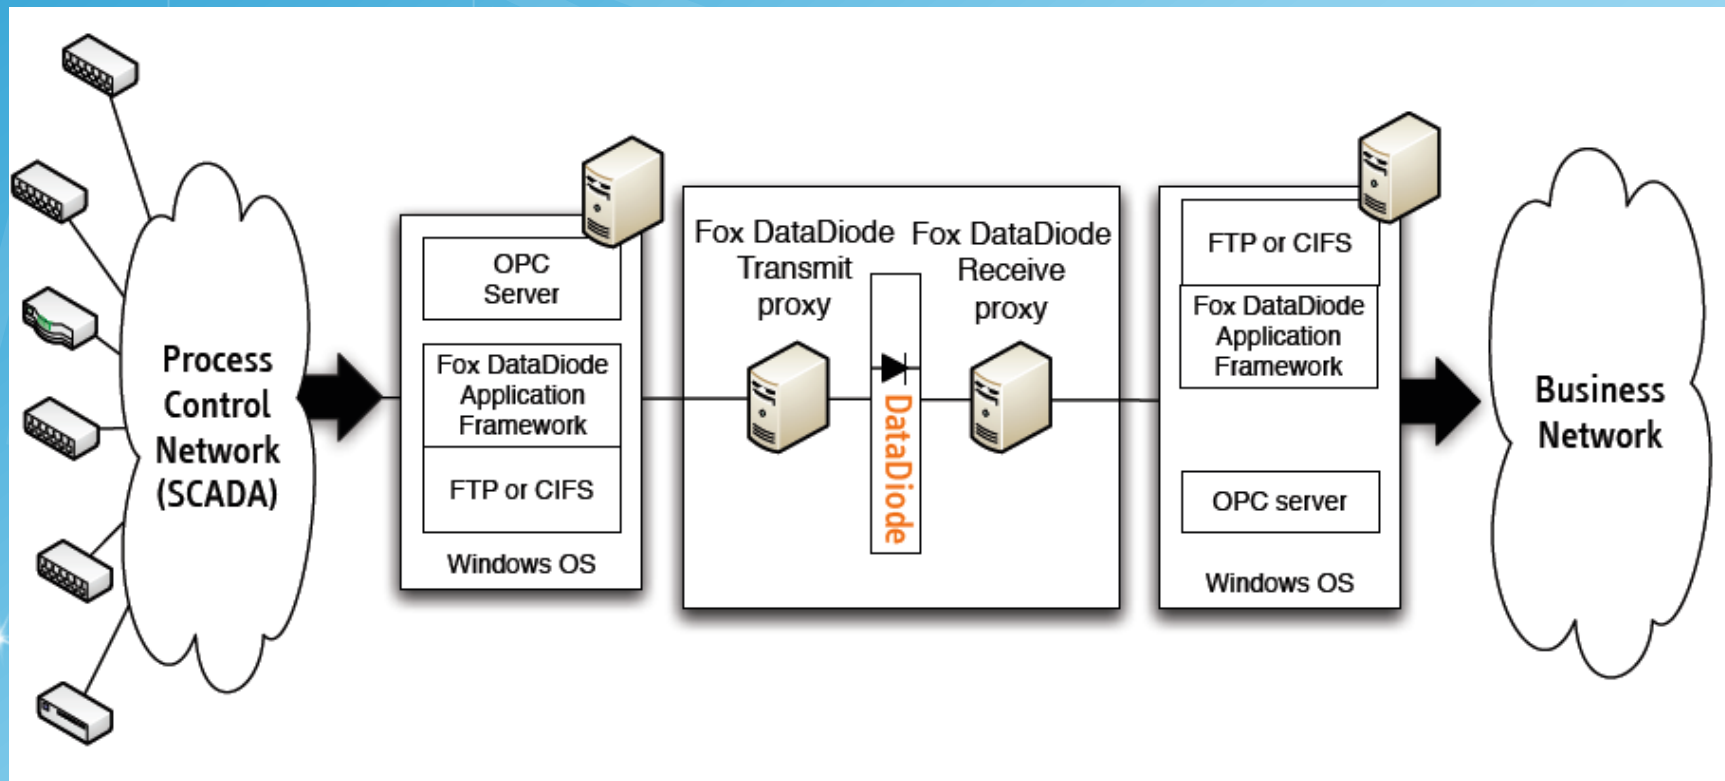 Process
Control
Network
(SCADA)
OPC
Server
Fox DataDiode
Application
Framework
FTP or CIFS
Windows OS
Fox DataDiode
Transmit
proxy
DataDiode
Fox DataDiode
Receive
proxy
FTP or CIFS
Fox DataDiode
Application
Framework
OPC server
Windows OS
Business
Network